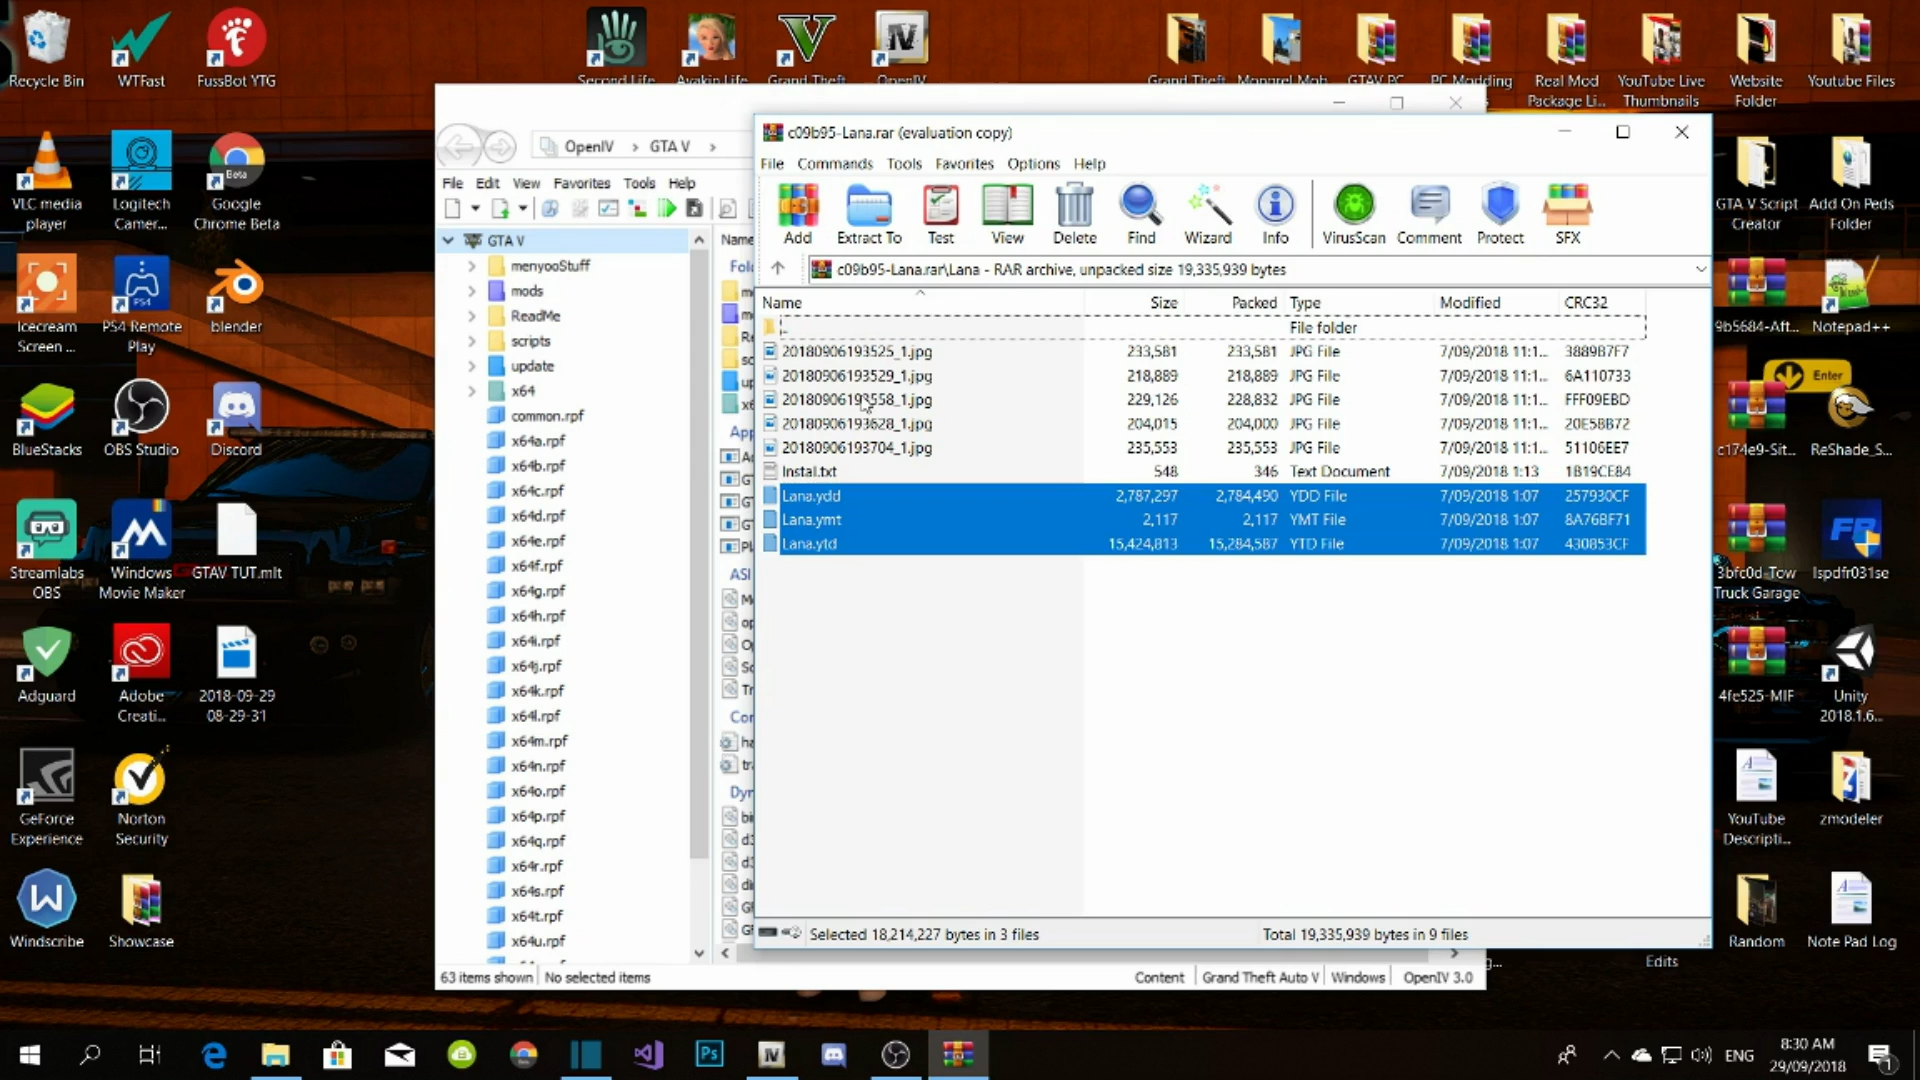 Recycle Bin
WTFast
FussBot YTG
Second Life
Avakin Life
Grand Theft
OpenIV
Grand Theft
Mongrel Mob
GTAV PC
PC Modding
Real Mod
Package Li...
YouTube Live
Thumbnails
Website
Folder
Youtube Files
VLC media
player
Logitech
Camer...
Beta
Google
Chrome Beta
GTA V Script
Creator
Add On Peds
Folder
Icecream
Screen ...
PS4
PS4 Remote
Play
blender
9b5684-Aft...
Notepad++
BlueStacks
OBS Studio
Discord
Enter
c174e9-Sit...
ReShade_S...
Streamlabs
OBS
Windows
Movie Maker
GTAV TUT.mlt
3bfc0d-Tow
Truck Garage
lspdfr031se
Adguard
Adobe
Creati...
2018-09-29
08-29-31
4fe525-MIF
Unity
2018.1.6...
GeForce
Experience
Norton
Security
YouTube
Descripti...
zmodeler
Windscribe
Showcase
Random
Note Pad Log
Edits
OpenIV > GTA V >
File Edit View Favorites Tools Help
GTA V
menyooStuff
mods
ReadMe
scripts
update
x64
common.rpf
x64a.rpf
x64b.rpf
x64c.rpf
x64d.rpf
x64e.rpf
x64f.rpf
x64g.rpf
x64h.rpf
x64i.rpf
x64j.rpf
x64k.rpf
x64l.rpf
x64m.rpf
x64n.rpf
x64o.rpf
x64p.rpf
x64q.rpf
x64r.rpf
x64s.rpf
x64t.rpf
x64u.rpf
Name
63 items shown
No selected items
Content
Grand Theft Auto V
Windows
OpenIV 3.0
c09b95-Lana.rar (evaluation copy)
File Commands Tools Favorites Options Help
Add
Extract To
Test
View
Delete
Find
Wizard
Info
VirusScan
Comment
Protect
SFX
c09b95-Lana.rar\Lana - RAR archive, unpacked size 19,335,939 bytes
Name Size Packed Type Modified CRC32
.. File folder
20180906193525_1.jpg 233,581 233,581 JPG File 7/09/2018 11:1... 3889B7F7
20180906193529_1.jpg 218,889 218,889 JPG File 7/09/2018 11:1... 6A110733
20180906193558_1.jpg 229,126 228,832 JPG File 7/09/2018 11:1... FFF09EBD
20180906193628_1.jpg 204,015 204,000 JPG File 7/09/2018 11:1... 20E58B72
20180906193704_1.jpg 235,553 235,553 JPG File 7/09/2018 11:1... 51106EE7
Instal.txt 548 346 Text Document 7/09/2018 1:13 1819CE84
Lana.ydd 2,787,297 2,784,490 YDD File 7/09/2018 1:07 257930CF
Lana.ymt 2,117 2,117 YMT File 7/09/2018 1:07 8A76BF71
Lana.ytd 15,424,813 15,284,587 YTD File 7/09/2018 1:07 430853CF
Selected 18,214,227 bytes in 3 files
Total 19,335,939 bytes in 9 files
ENG
8:30 AM
29/09/2018